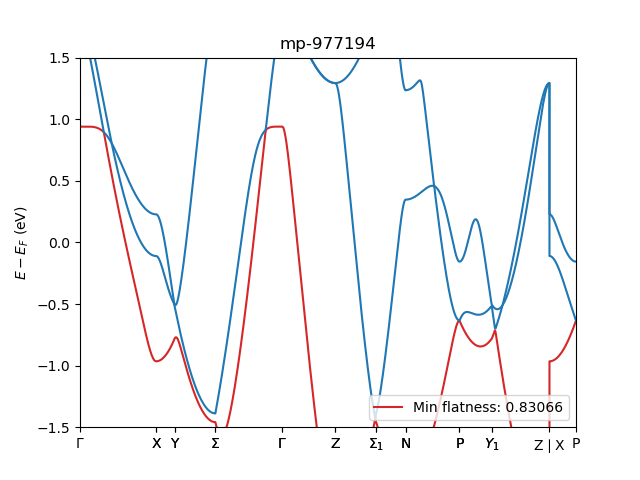 mp-977194
E − E_F (eV)
1.5
1.0
0.5
0.0
−0.5
−1.0
−1.5
Min flatness: 0.83066
Γ X Y Σ Γ Z Σ₁ N P Y₁ Z | X P